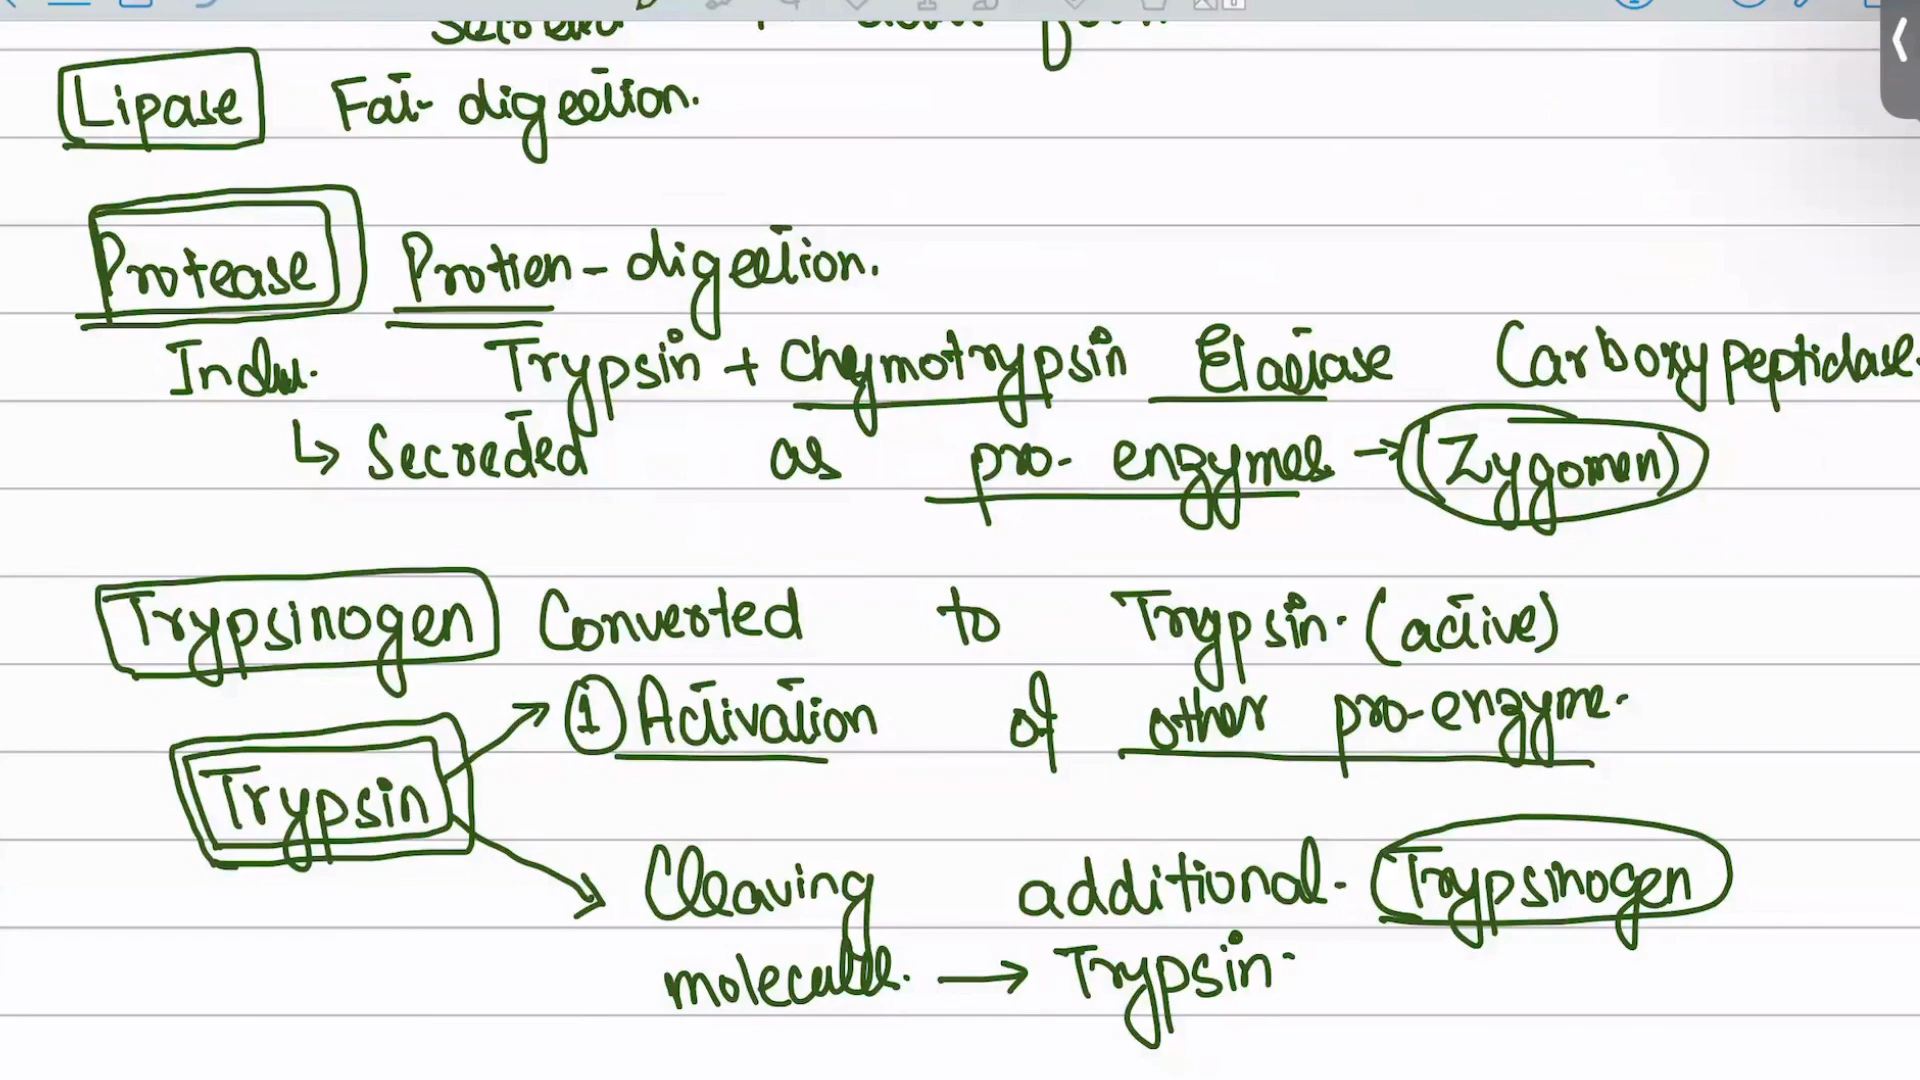 Lipase Fat- digestion.
Protease Protien - digestion.
Trypsin + Chymotrypsin Elastase Carboxypeptidase.
↳ Secreted as pro- enzymes → (Zygomen)
Trypsinogen Converted to Trypsin. (active)
① Activation of other pro-enzyme.
Trypsin
Cleaving additional. Trypsinogen
molecule. → Trypsin.